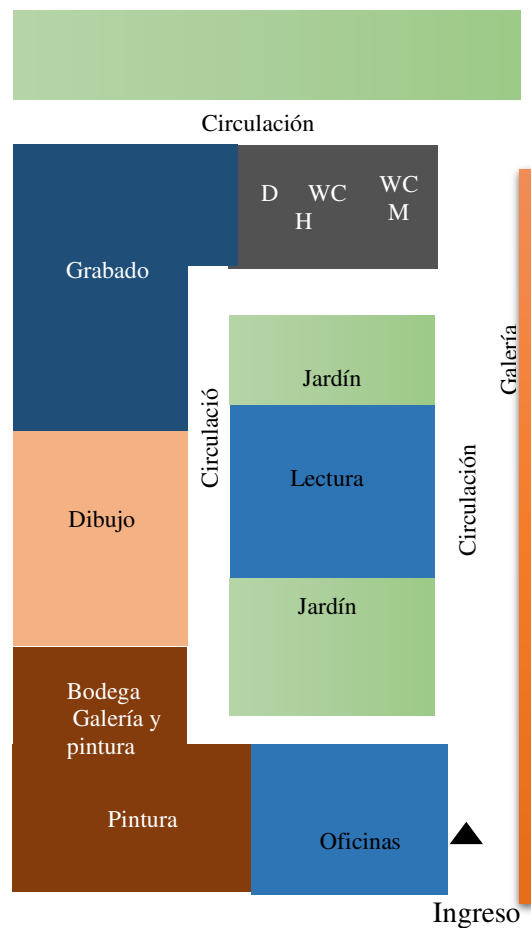 Circulación
D WC
H
WC
M
Grabado
Galería
Jardín
Circulació
Lectura
Circulación
Dibujo
Jardín
Bodega
Galería y
pintura
Pintura
Oficinas
Ingreso